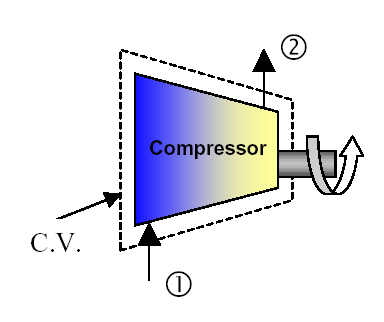 ②
Compressor
C.V.
①